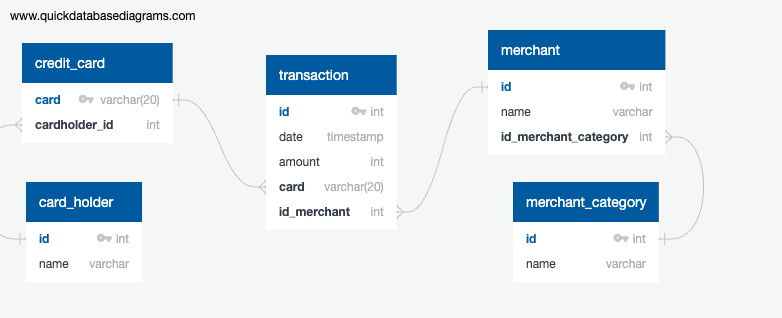 www.quickdatabasediagrams.com
credit_card
card varchar(20)
cardholder_id int
card_holder
id int
name varchar
transaction
id int
date timestamp
amount int
card varchar(20)
id_merchant int
merchant
id int
name varchar
id_merchant_category int
merchant_category
id int
name varchar